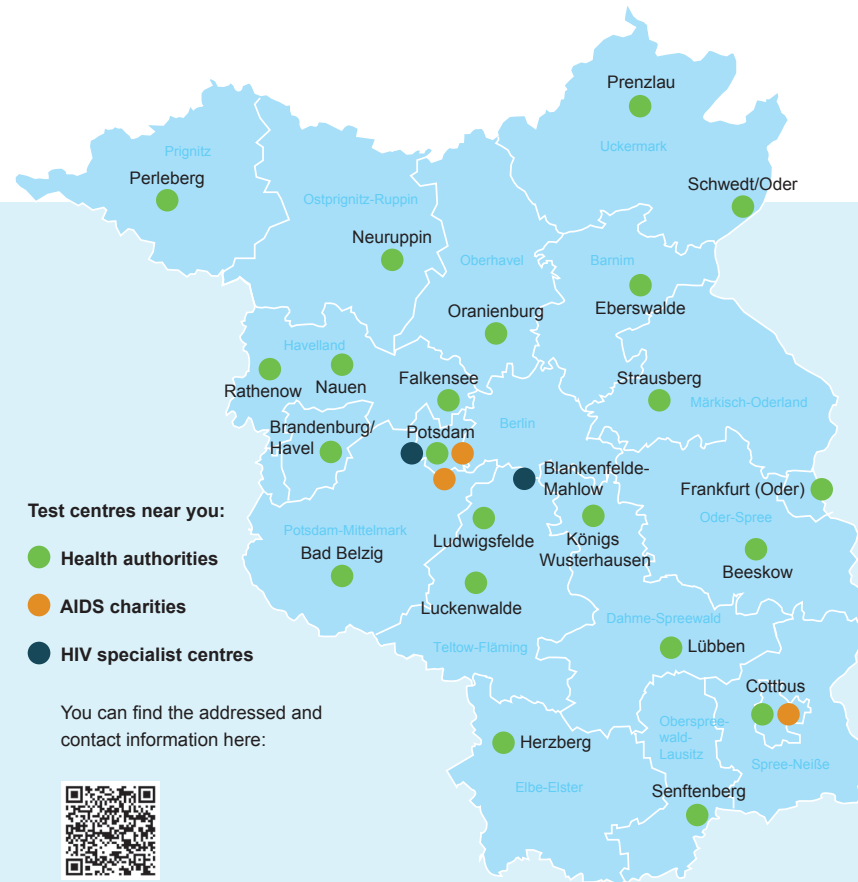 Prenzlau
Uckermark
Prignitz
Perleberg
Schwedt/Oder
Ostprignitz-Ruppin
Neuruppin
Oberhavel
Barnim
Eberswalde
Oranienburg
Havelland
Rathenow
Nauen
Falkensee
Strausberg
Märkisch-Oderland
Brandenburg/
Havel
Potsdam
Berlin
Blankenfelde-
Mahlow
Frankfurt (Oder)
Oder-Spree
Beeskow
Königs
Wusterhausen
Ludwigsfelde
Potsdam-Mittelmark
Bad Belzig
Luckenwalde
Teltow-Fläming
Dahme-Spreewald
Lübben
Cottbus
Oberspree-
wald-
Lausitz
Spree-Neiße
Herzberg
Elbe-Elster
Senftenberg
Test centres near you:
Health authorities
AIDS charities
HIV specialist centres
You can find the addressed and
contact information here: